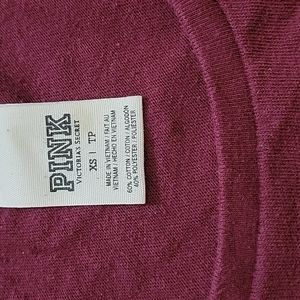 PINK
VICTORIA'S SECRET
XS | TP
MADE IN VIETNAM / FAIT AU
VIETNAM / HECHO EN VIETNAM
60% COTTON / COTON / ALGODON
40% POLYESTER / POLIESTER